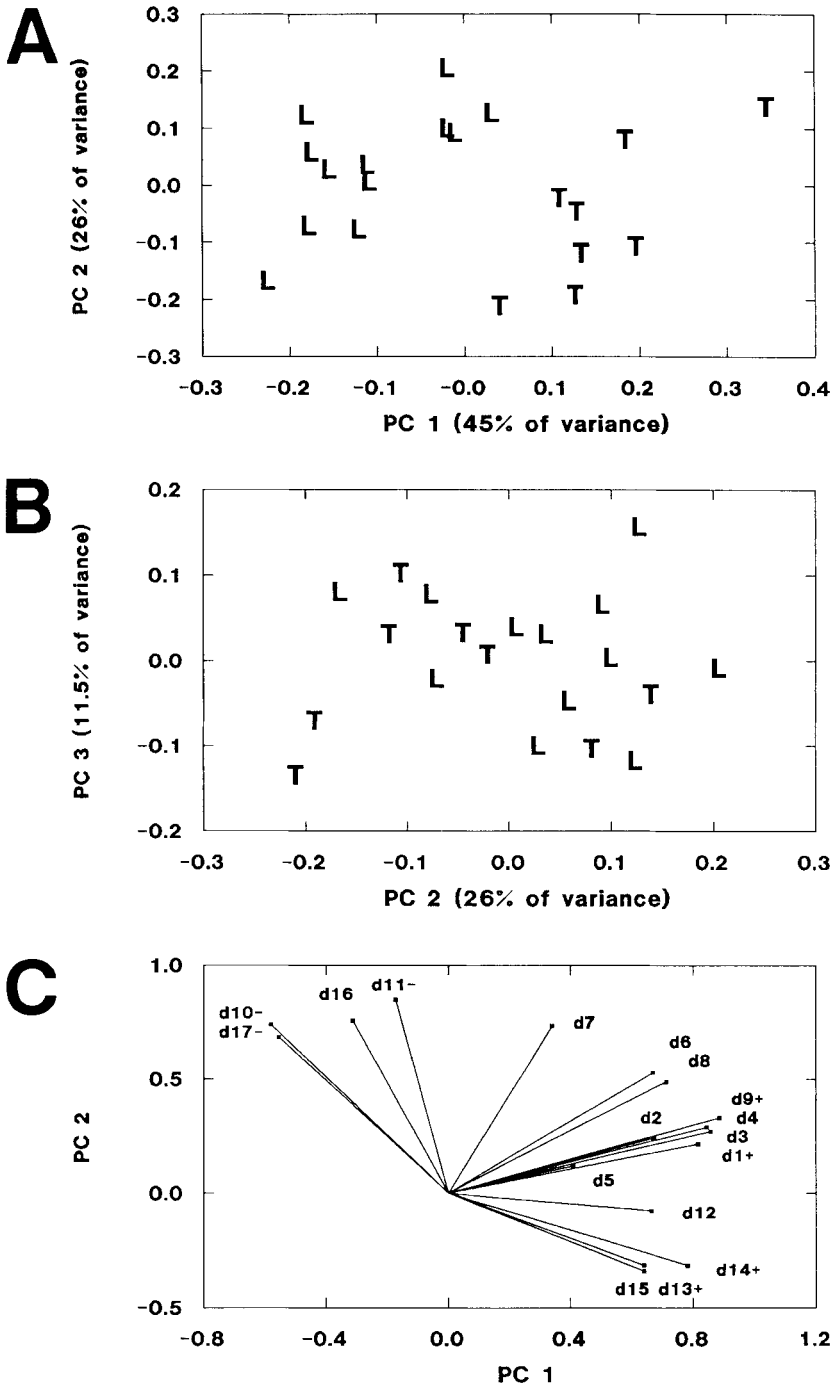 A
0.3
0.2
0.1
0.0
-0.1
-0.2
-0.3
PC 2 (26% of variance)
L
L
L
L
L
L
L
L
L
L
L
L
L
T
T
T
T
T
T
T
T
-0.3
-0.2
-0.1
-0.0
0.1
0.2
0.3
0.4
PC 1 (45% of variance)
B
0.2
0.1
0.0
-0.1
-0.2
PC 3 (11.5% of variance)
L
T
L
L
L
T
T
T
L
L
L
L
L
T
L
T
L
T
T
L
L
-0.3
-0.2
-0.1
0.0
0.1
0.2
0.3
PC 2 (26% of variance)
C
1.0
0.5
0.0
-0.5
PC 2
d10-
d17-
d16
d11-
d7
d6
d8
d9+
d2
d4
d3
d1+
d5
d12
d14+
d15 d13+
-0.8
-0.4
0.0
0.4
0.8
1.2
PC 1